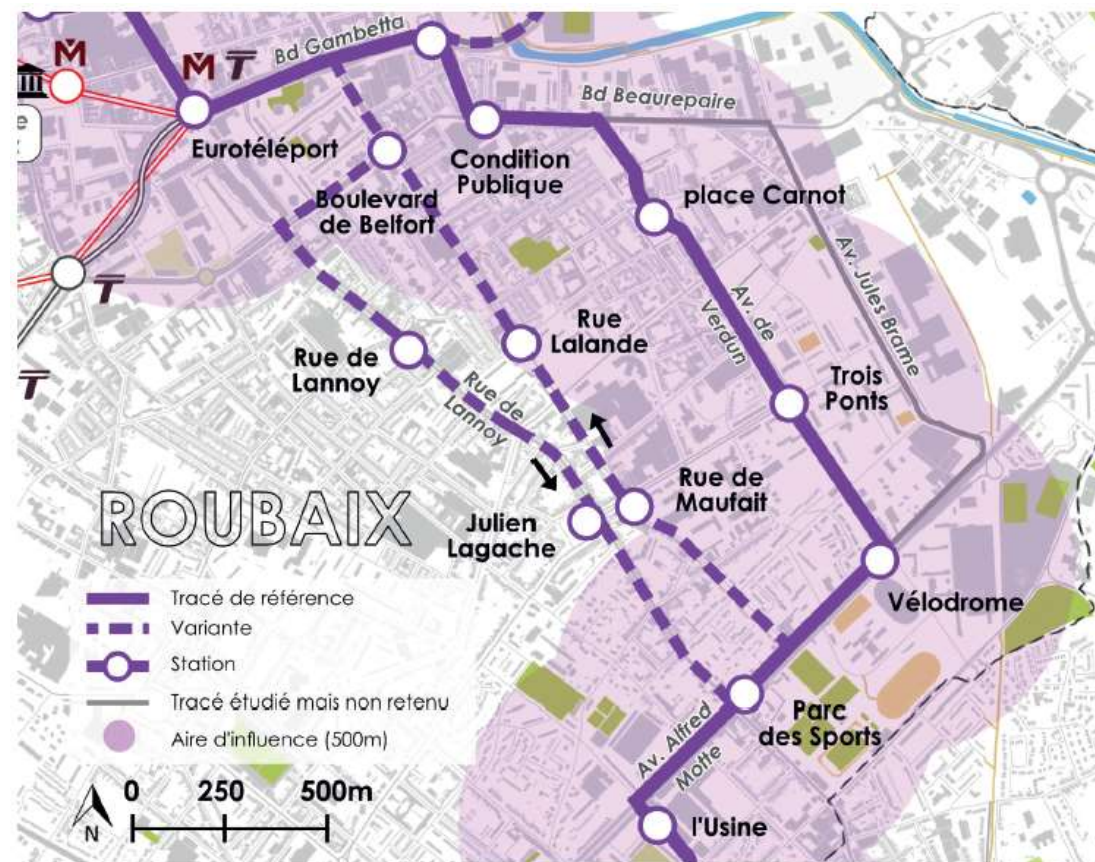 Bd Gambetta
M T
Bd Beaurepaire
e
Eurotéléport
Condition
Publique
Boulevard
de Belfort
place Carnot
Av. Jules Brame
T
Av. de
Verdun
Rue
Lalande
Rue de
Lannoy
T
Rue de
Lannoy
Trois
Ponts
Rue de
Maufait
ROUBAIX
Julien
Lagache
Vélodrome
Tracé de référence
Variante
Station
Tracé étudié mais non retenu
Aire d'influence (500m)
Parc
des Sports
Av. Alfred
Motte
0 250 500m
N
l'Usine